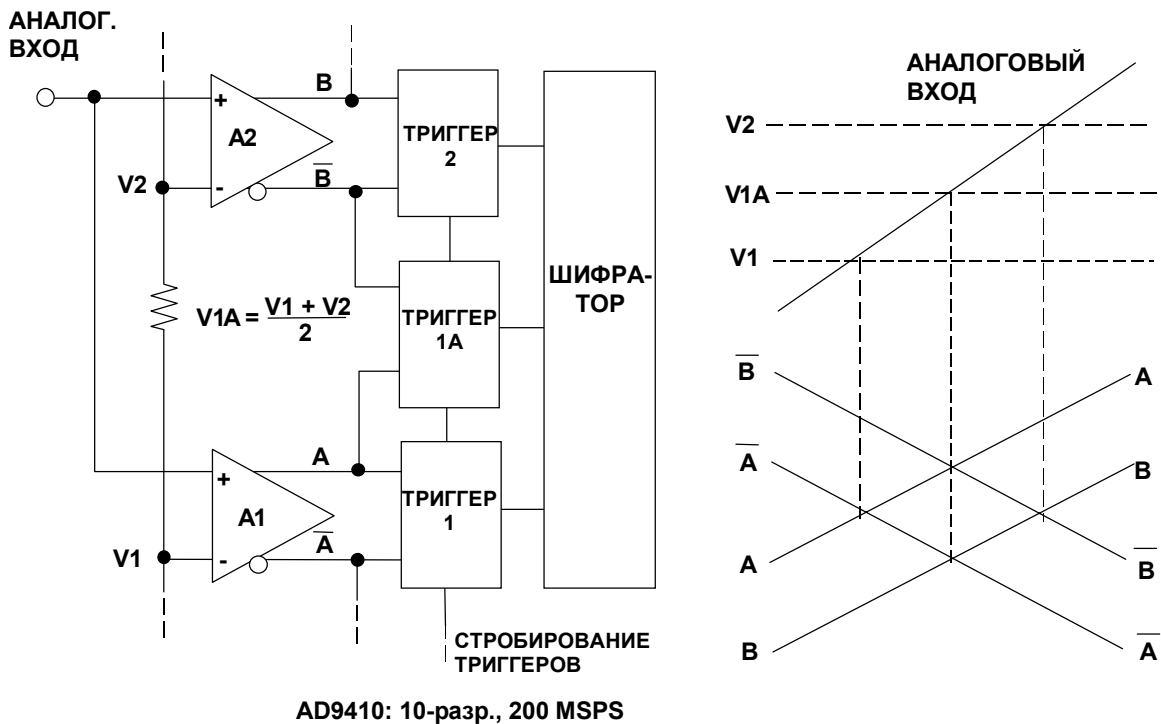 АНАЛОГ.
ВХОД
+
A2
-
B
B̅
ТРИГГЕР
2
V2
V1A = V1 + V2
2
ТРИГГЕР
1A
ШИФРА-
ТОР
+
A1
-
A
A̅
ТРИГГЕР
1
V1
СТРОБИРОВАНИЕ
ТРИГГЕРОВ
AD9410: 10-разр., 200 MSPS
АНАЛОГОВЫЙ
ВХОД
V2
V1A
V1
B̅
A
A̅
B
A
B̅
B
A̅